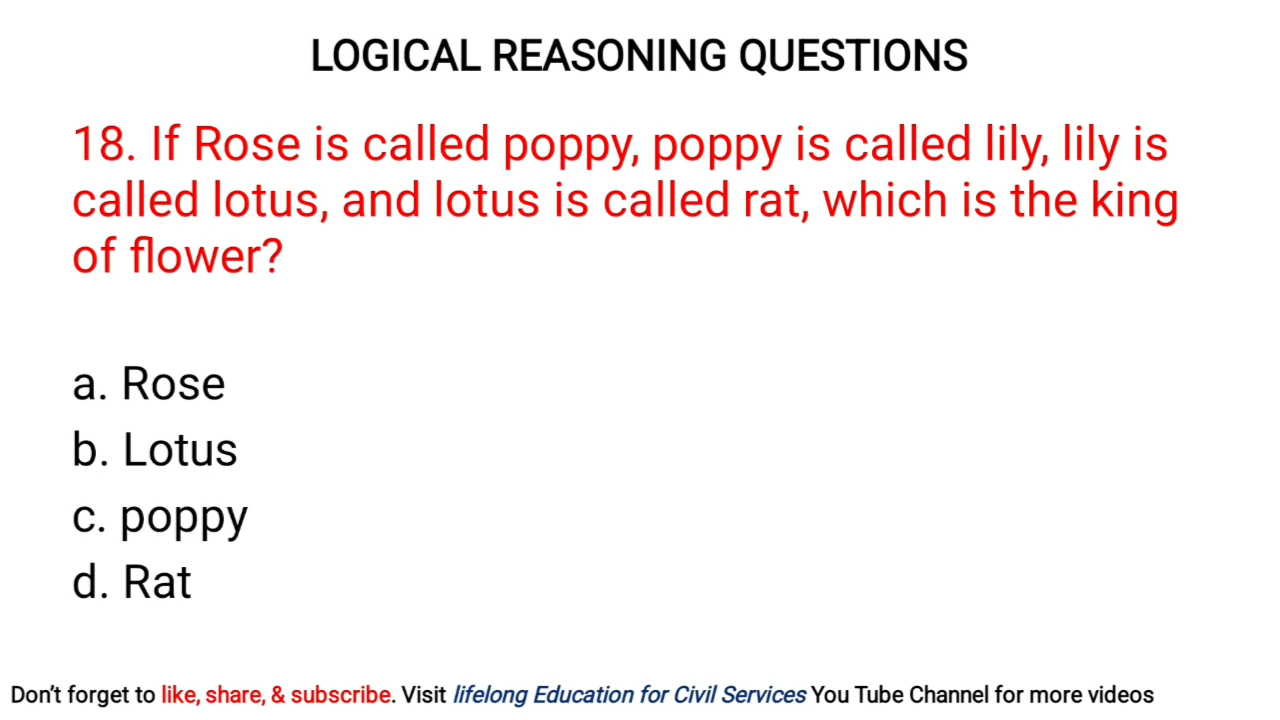 LOGICAL REASONING QUESTIONS
18. If Rose is called poppy, poppy is called lily, lily is
called lotus, and lotus is called rat, which is the king
of flower?
a. Rose
b. Lotus
c. poppy
d. Rat
Don't forget to like, share, & subscribe. Visit lifelong Education for Civil Services You Tube Channel for more videos